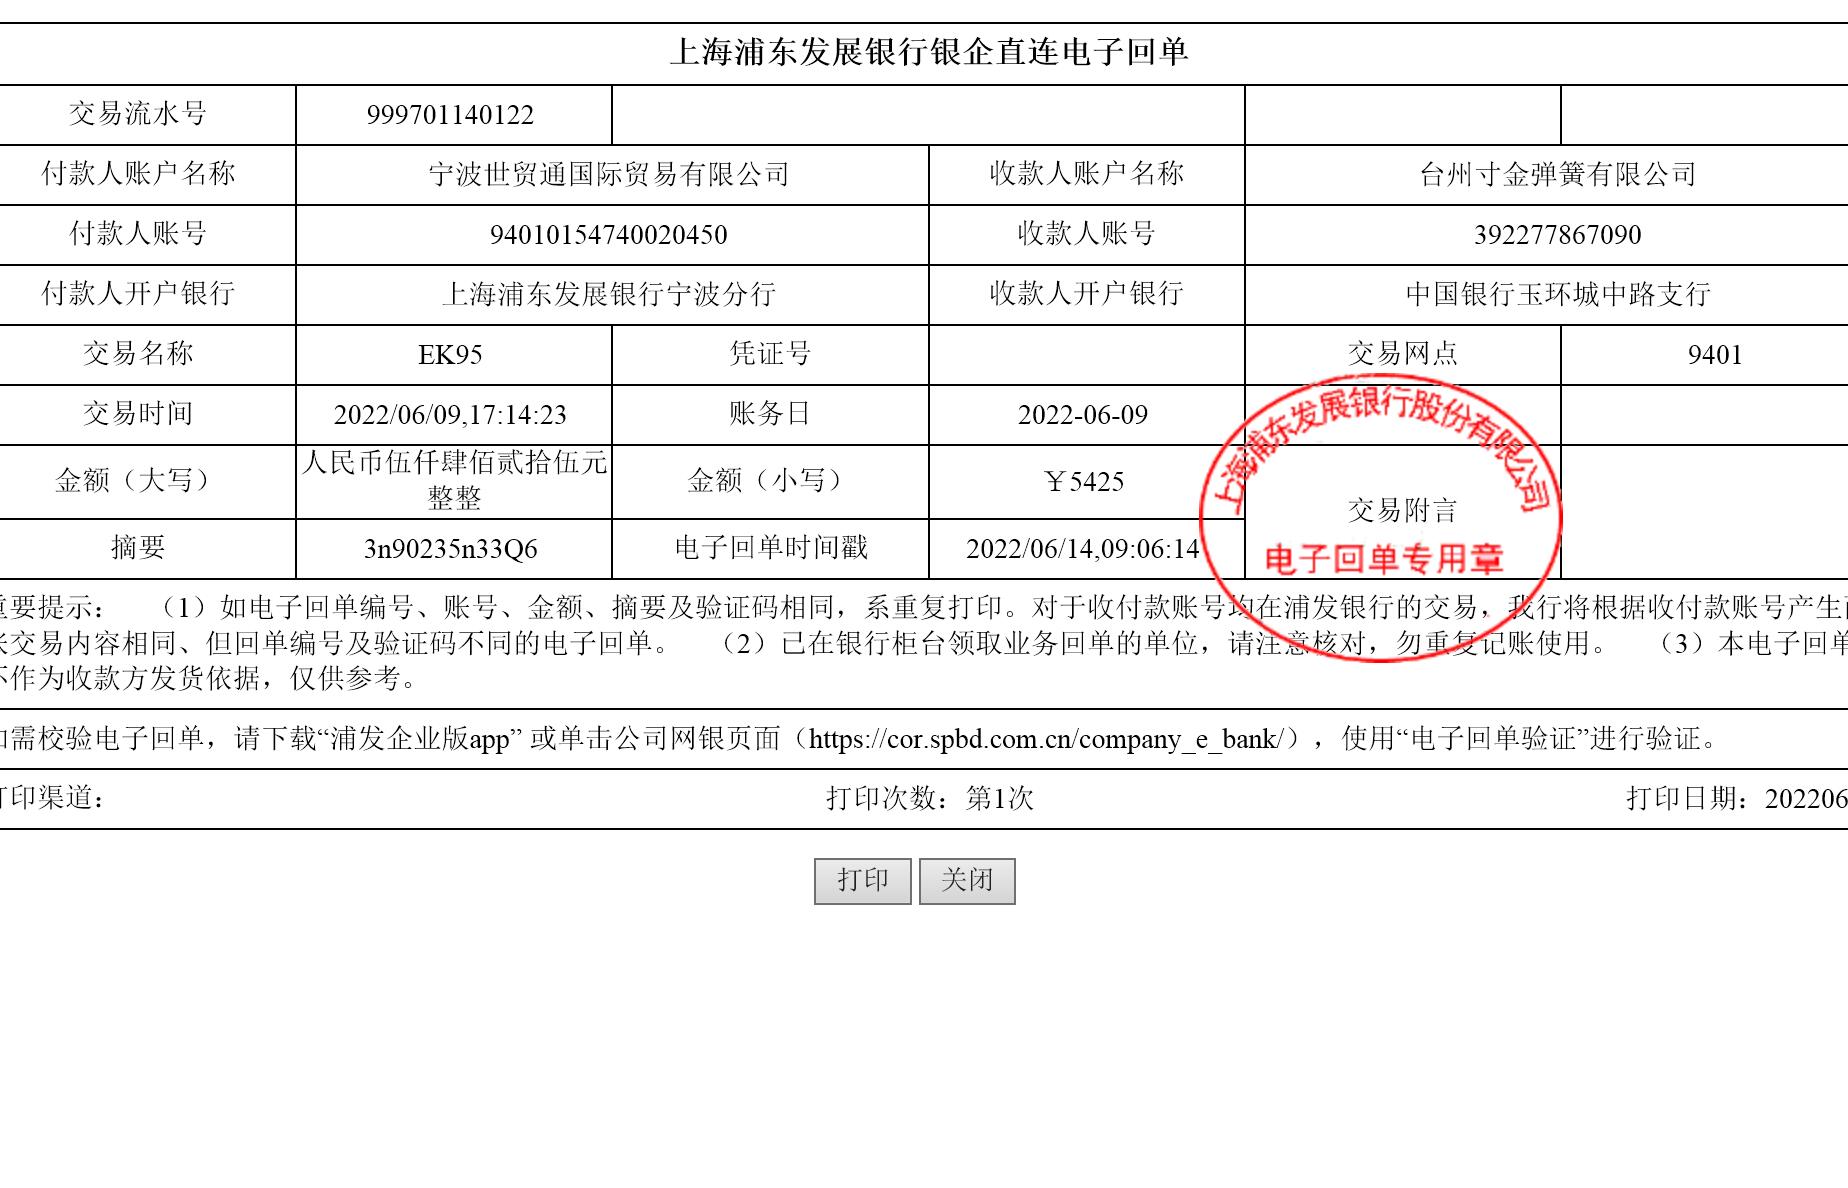 上海浦东发展银行银企直连电子回单
交易流水号 999701140122
付款人账户名称 宁波世贸通国际贸易有限公司 收款人账户名称 台州寸金弹簧有限公司
付款人账号 94010154740020450 收款人账号 392277867090
付款人开户银行 上海浦东发展银行宁波分行 收款人开户银行 中国银行玉环城中路支行
交易名称 EK95 凭证号 交易网点 9401
交易时间 2022/06/09,17:14:23 账务日 2022-06-09
金额（大写） 人民币伍仟肆佰贰拾伍元
整整
金额（小写） ￥5425
交易附言
摘要 3n90235n33Q6 电子回单时间戳 2022/06/14,09:06:14
上海浦东发展银行股份有限公司
电子回单专用章
重要提示： （1）如电子回单编号、账号、金额、摘要及验证码相同，系重复打印。对于收付款账号均在浦发银行的交易，我行将根据收付款账号产生
交易内容相同、但回单编号及验证码不同的电子回单。 （2）已在银行柜台领取业务回单的单位，请注意核对，勿重复记账使用。 （3）本电子回单
不作为收款方发货依据，仅供参考。
如需校验电子回单，请下载“浦发企业版app” 或单击公司网银页面（https://cor.spbd.com.cn/company_e_bank/），使用“电子回单验证”进行验证。
打印渠道： 打印次数：第1次 打印日期：202206
打印 关闭